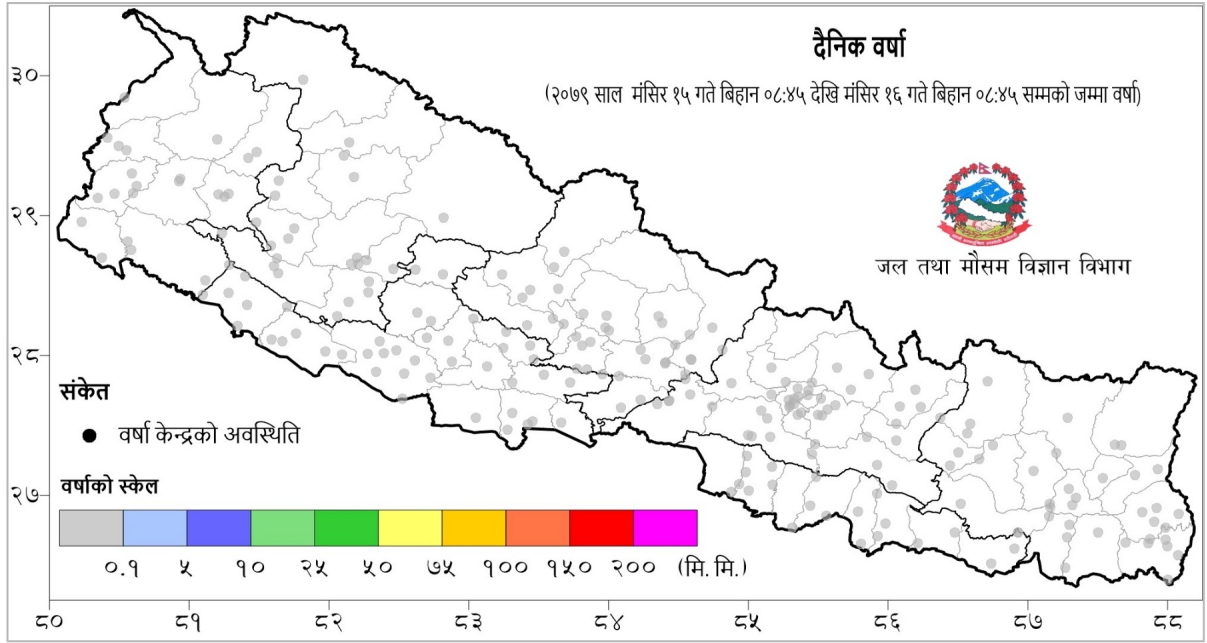 दैनिक वर्षा
(२०७९ साल मंसिर १५ गते बिहान ०८:४५ देखि मंसिर १६ गते बिहान ०८:४५ सम्मको जम्मा वर्षा)
जल तथा मौसम विज्ञान विभाग
३०
२९
२८
२७
संकेत
वर्षा केन्द्रको अवस्थिति
वर्षाको स्केल
०.१ ५ १० २५ ५० ७५ १०० १५० २०० (मि. मि.)
८० ८१ ८२ ८३ ८४ ८५ ८६ ८७ ८८